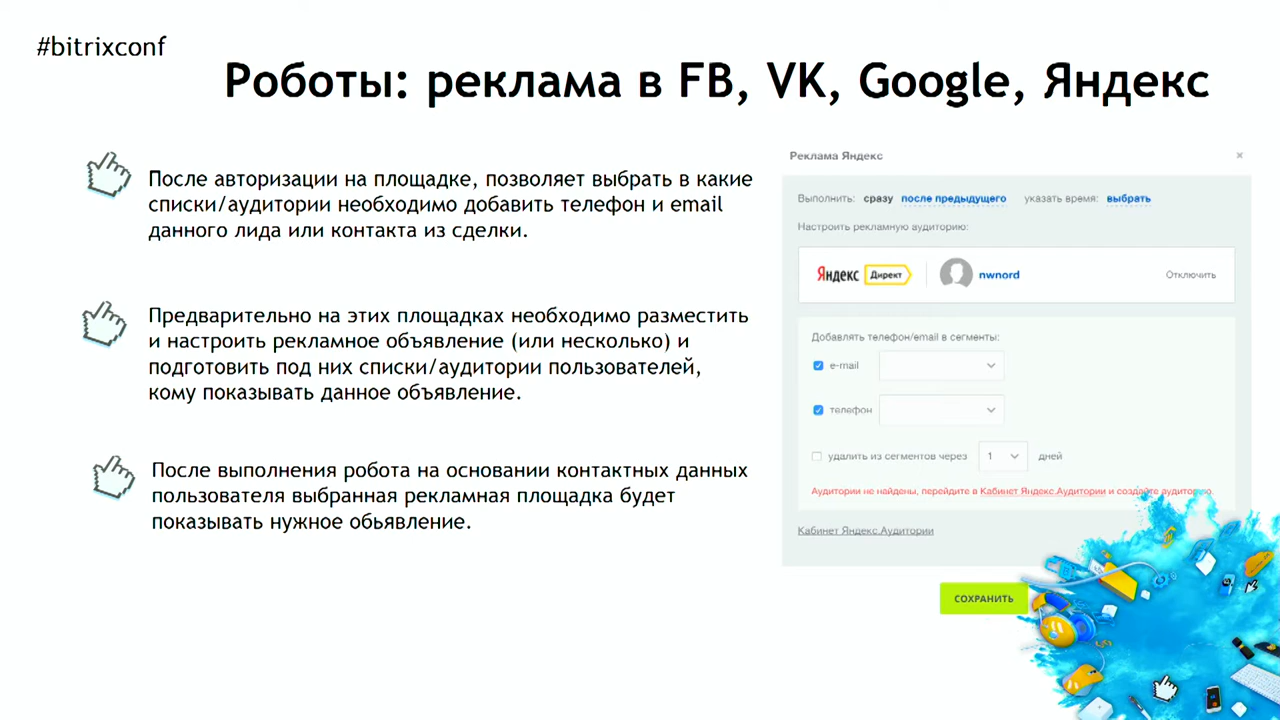 #bitrixconf
Роботы: реклама в FB, VK, Google, Яндекс
После авторизации на площадке, позволяет выбрать в какие
списки/аудитории необходимо добавить телефон и email
данного лида или контакта из сделки.
Предварительно на этих площадках необходимо разместить
и настроить рекламное объявление (или несколько) и
подготовить под них списки/аудитории пользователей,
кому показывать данное объявление.
После выполнения робота на основании контактных данных
пользователя выбранная рекламная площадка будет
показывать нужное обьявление.
Реклама Яндекс
Выполнить: сразу после предыдущего указать время: выбрать
Настроить рекламную аудиторию:
Яндекс Директ nwnord Отключить
Добавлять телефон/email в сегменты:
e-mail
телефон
удалить из сегментов через 1 дней
Аудитории не найдены, перейдите в Кабинет Яндекс.Аудитории и создайте аудиторию.
Кабинет Яндекс.Аудитории
СОХРАНИТЬ